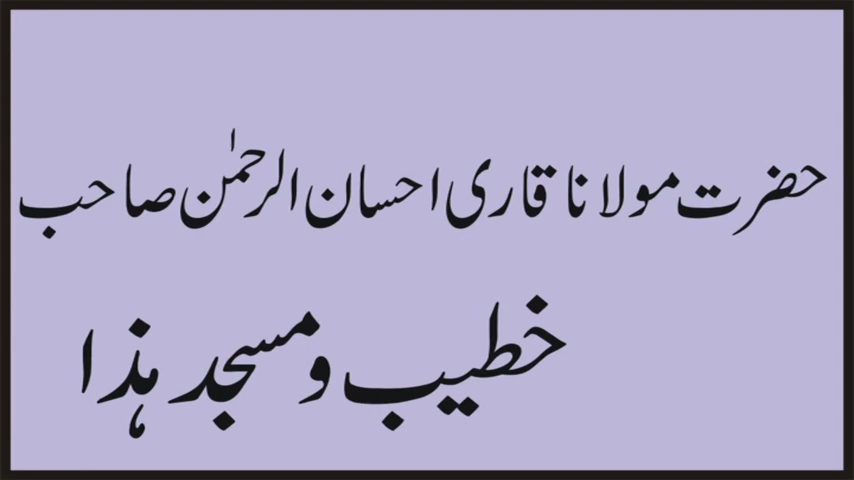 حضرت مولانا قاری احسان الرحمٰن صاحب
خطیب و مسجد ہذا